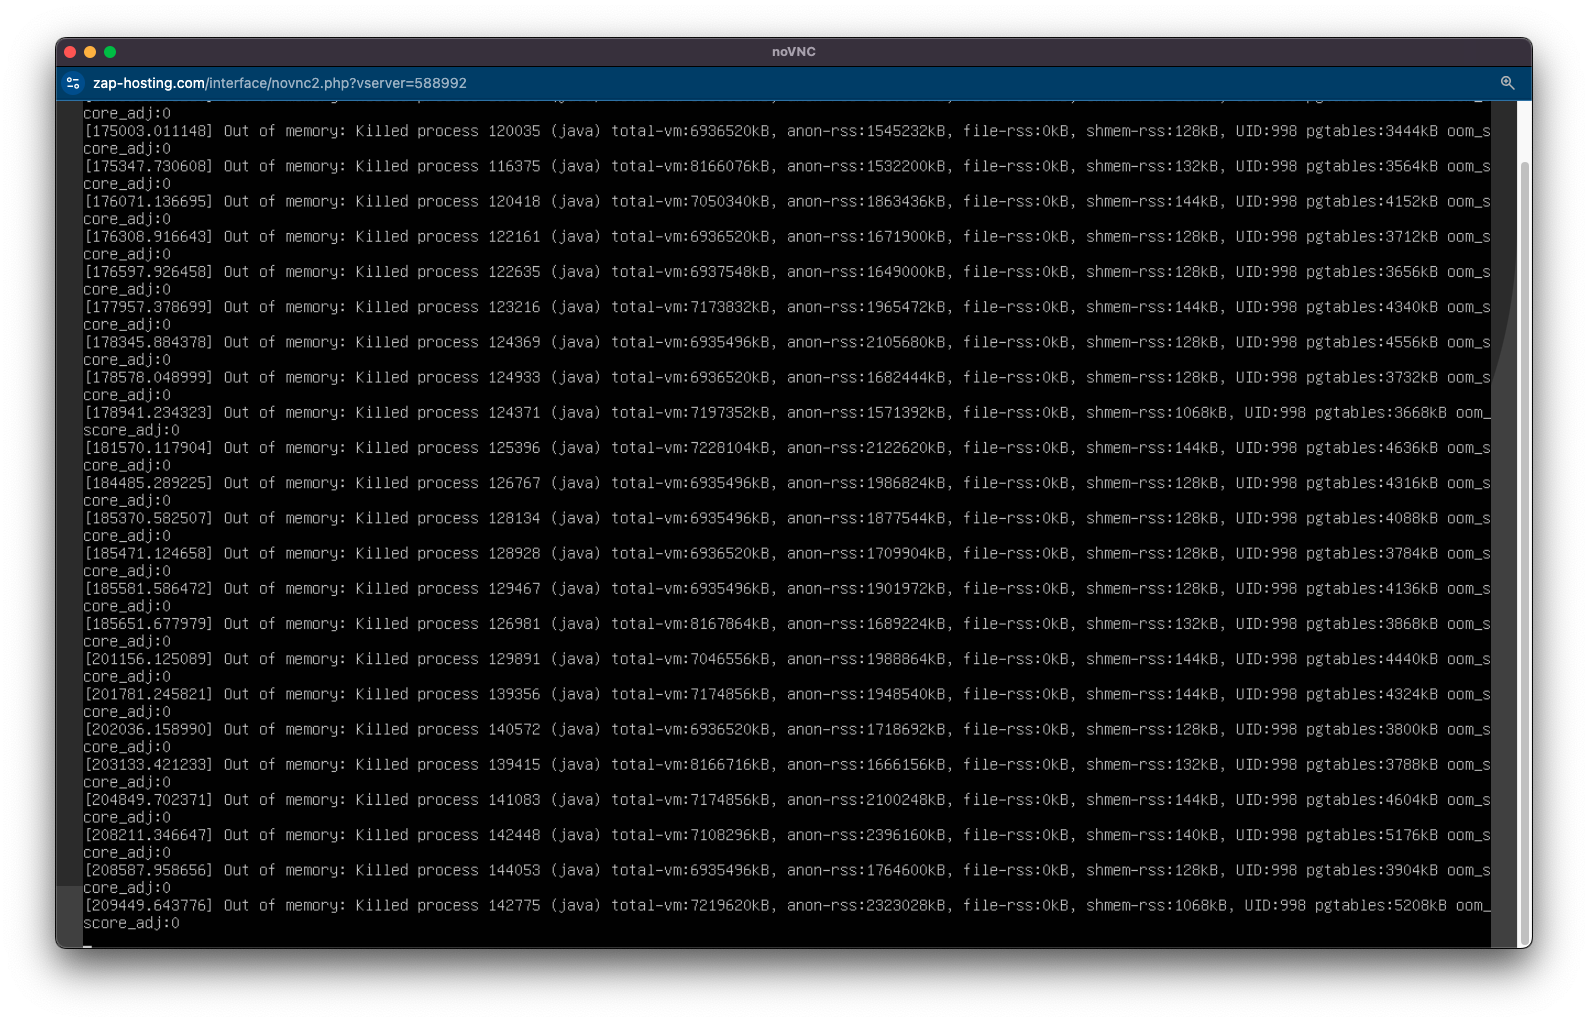 noVNC
zap-hosting.com/interface/novnc2.php?vserver=588992
core_adj:0
[175003.011148] Out of memory: Killed process 120035 (java) total-vm:6936520kB, anon-rss:1545232kB, file-rss:0kB, shmem-rss:128kB, UID:998 pgtables:3444kB oom_s
core_adj:0
[175347.730608] Out of memory: Killed process 116375 (java) total-vm:8166076kB, anon-rss:1532200kB, file-rss:0kB, shmem-rss:132kB, UID:998 pgtables:3564kB oom_s
core_adj:0
[176071.136695] Out of memory: Killed process 120418 (java) total-vm:7050340kB, anon-rss:1863436kB, file-rss:0kB, shmem-rss:144kB, UID:998 pgtables:4152kB oom_s
core_adj:0
[176308.916643] Out of memory: Killed process 122161 (java) total-vm:6936520kB, anon-rss:1671900kB, file-rss:0kB, shmem-rss:128kB, UID:998 pgtables:3712kB oom_s
core_adj:0
[176597.926458] Out of memory: Killed process 122635 (java) total-vm:6937548kB, anon-rss:1649000kB, file-rss:0kB, shmem-rss:128kB, UID:998 pgtables:3656kB oom_s
core_adj:0
[177957.378699] Out of memory: Killed process 123216 (java) total-vm:7173832kB, anon-rss:1965472kB, file-rss:0kB, shmem-rss:144kB, UID:998 pgtables:4340kB oom_s
core_adj:0
[178345.884378] Out of memory: Killed process 124369 (java) total-vm:6935496kB, anon-rss:2105680kB, file-rss:0kB, shmem-rss:128kB, UID:998 pgtables:4556kB oom_s
core_adj:0
[178578.048999] Out of memory: Killed process 124933 (java) total-vm:6936520kB, anon-rss:1682444kB, file-rss:0kB, shmem-rss:128kB, UID:998 pgtables:3732kB oom_s
core_adj:0
[178941.234323] Out of memory: Killed process 124371 (java) total-vm:7197352kB, anon-rss:1571392kB, file-rss:0kB, shmem-rss:1068kB, UID:998 pgtables:3668kB oom_
score_adj:0
[181570.117904] Out of memory: Killed process 125396 (java) total-vm:7228104kB, anon-rss:2122620kB, file-rss:0kB, shmem-rss:144kB, UID:998 pgtables:4636kB oom_s
core_adj:0
[184485.289225] Out of memory: Killed process 126767 (java) total-vm:6935496kB, anon-rss:1986824kB, file-rss:0kB, shmem-rss:128kB, UID:998 pgtables:4316kB oom_s
core_adj:0
[185370.582507] Out of memory: Killed process 128134 (java) total-vm:6935496kB, anon-rss:1877544kB, file-rss:0kB, shmem-rss:128kB, UID:998 pgtables:4088kB oom_s
core_adj:0
[185471.124658] Out of memory: Killed process 128928 (java) total-vm:6936520kB, anon-rss:1709904kB, file-rss:0kB, shmem-rss:128kB, UID:998 pgtables:3784kB oom_s
core_adj:0
[185581.586472] Out of memory: Killed process 129467 (java) total-vm:6935496kB, anon-rss:1901972kB, file-rss:0kB, shmem-rss:128kB, UID:998 pgtables:4136kB oom_s
core_adj:0
[185651.677979] Out of memory: Killed process 126981 (java) total-vm:8167864kB, anon-rss:1689224kB, file-rss:0kB, shmem-rss:132kB, UID:998 pgtables:3868kB oom_s
core_adj:0
[201156.125089] Out of memory: Killed process 129891 (java) total-vm:7046556kB, anon-rss:1988864kB, file-rss:0kB, shmem-rss:144kB, UID:998 pgtables:4440kB oom_s
core_adj:0
[201781.245821] Out of memory: Killed process 139356 (java) total-vm:7174856kB, anon-rss:1948540kB, file-rss:0kB, shmem-rss:144kB, UID:998 pgtables:4324kB oom_s
core_adj:0
[202036.158990] Out of memory: Killed process 140572 (java) total-vm:6936520kB, anon-rss:1718692kB, file-rss:0kB, shmem-rss:128kB, UID:998 pgtables:3800kB oom_s
core_adj:0
[203133.421233] Out of memory: Killed process 139415 (java) total-vm:8166716kB, anon-rss:1666156kB, file-rss:0kB, shmem-rss:132kB, UID:998 pgtables:3788kB oom_s
core_adj:0
[204849.702371] Out of memory: Killed process 141083 (java) total-vm:7174856kB, anon-rss:2100248kB, file-rss:0kB, shmem-rss:144kB, UID:998 pgtables:4604kB oom_s
core_adj:0
[208211.346647] Out of memory: Killed process 142448 (java) total-vm:7108296kB, anon-rss:2396160kB, file-rss:0kB, shmem-rss:140kB, UID:998 pgtables:5176kB oom_s
core_adj:0
[208587.958656] Out of memory: Killed process 144053 (java) total-vm:6935496kB, anon-rss:1764600kB, file-rss:0kB, shmem-rss:128kB, UID:998 pgtables:3904kB oom_s
core_adj:0
[209449.643776] Out of memory: Killed process 142775 (java) total-vm:7219620kB, anon-rss:2323028kB, file-rss:0kB, shmem-rss:1068kB, UID:998 pgtables:5208kB oom_
score_adj:0